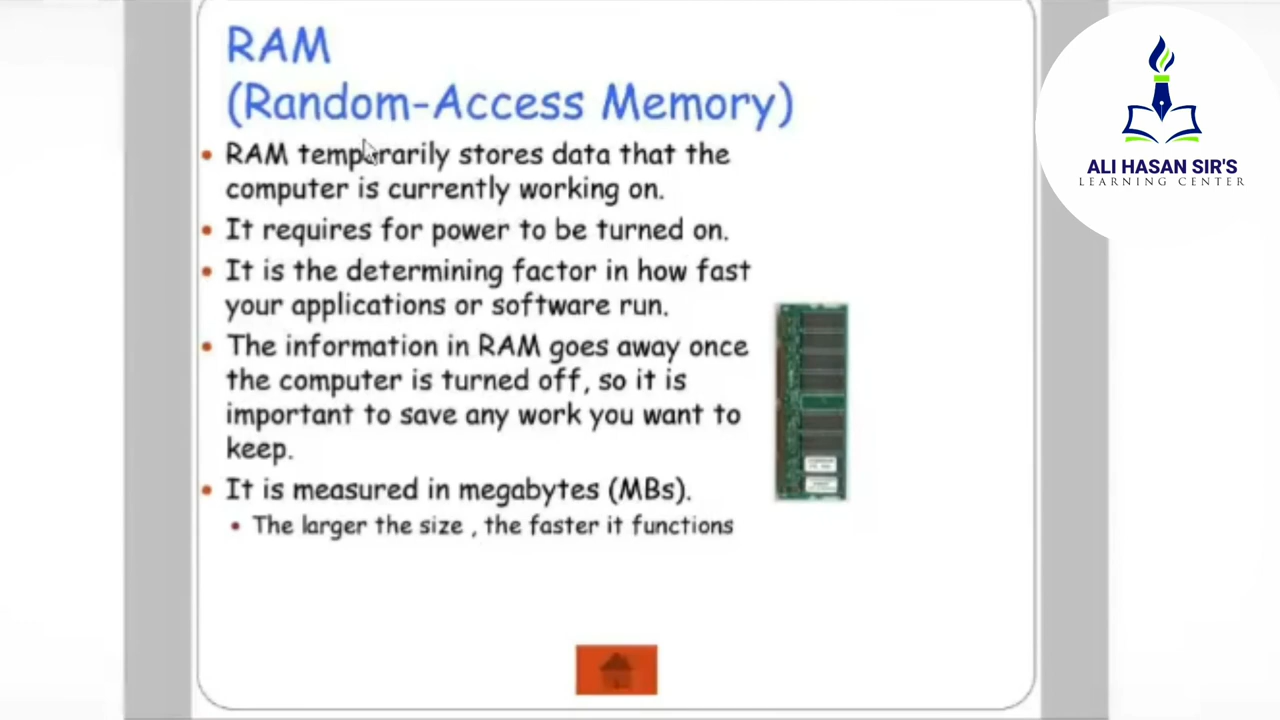 RAM
(Random-Access Memory)
• RAM temporarily stores data that the
computer is currently working on.
• It requires for power to be turned on.
• It is the determining factor in how fast
your applications or software run.
• The information in RAM goes away once
the computer is turned off, so it is
important to save any work you want to
keep.
• It is measured in megabytes (MBs).
• The larger the size , the faster it functions
ALI HASAN SIR'S
LEARNING CENTER